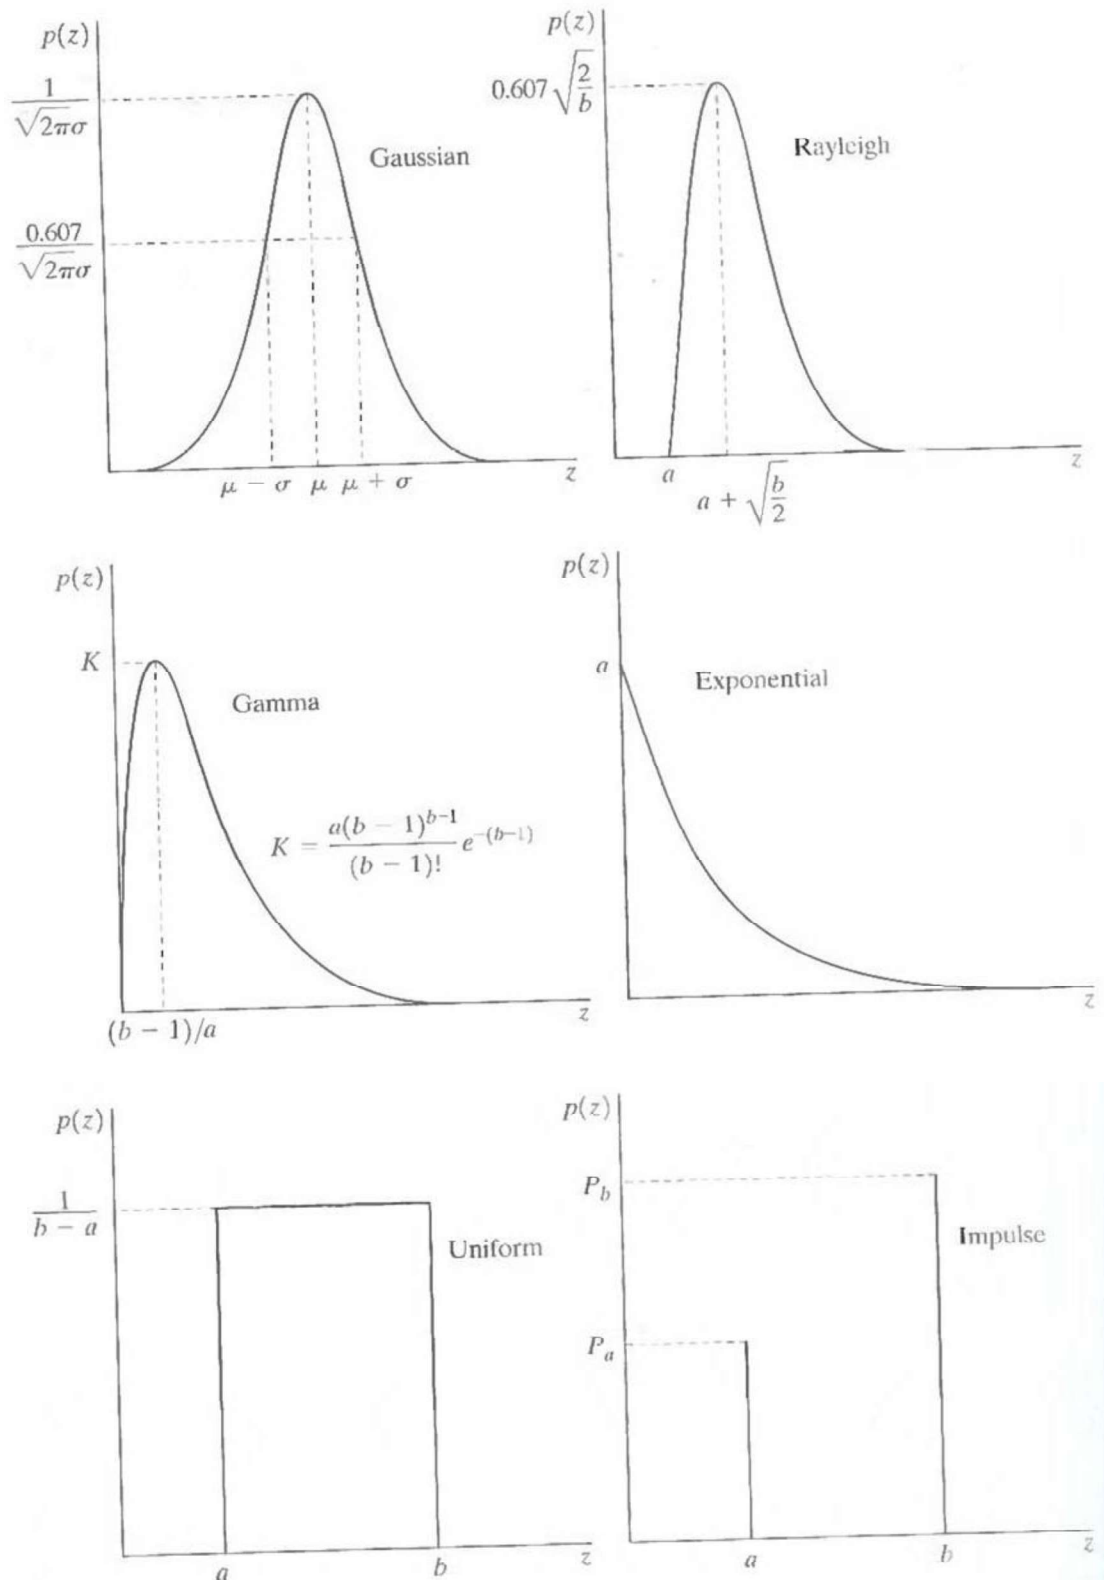 p(z)
1/√2πσ
0.607/√2πσ
Gaussian
μ − σ μ μ + σ z
p(z)
0.607√2/b
Rayleigh
a z
a + √b/2
p(z)
K
Gamma
K = a(b − 1)^{b−1}/(b − 1)! e^{−(b−1)}
z
(b − 1)/a
p(z)
a
Exponential
z
p(z)
1/b − a
Uniform
a b z
p(z)
P_b
Impulse
P_a
a b z